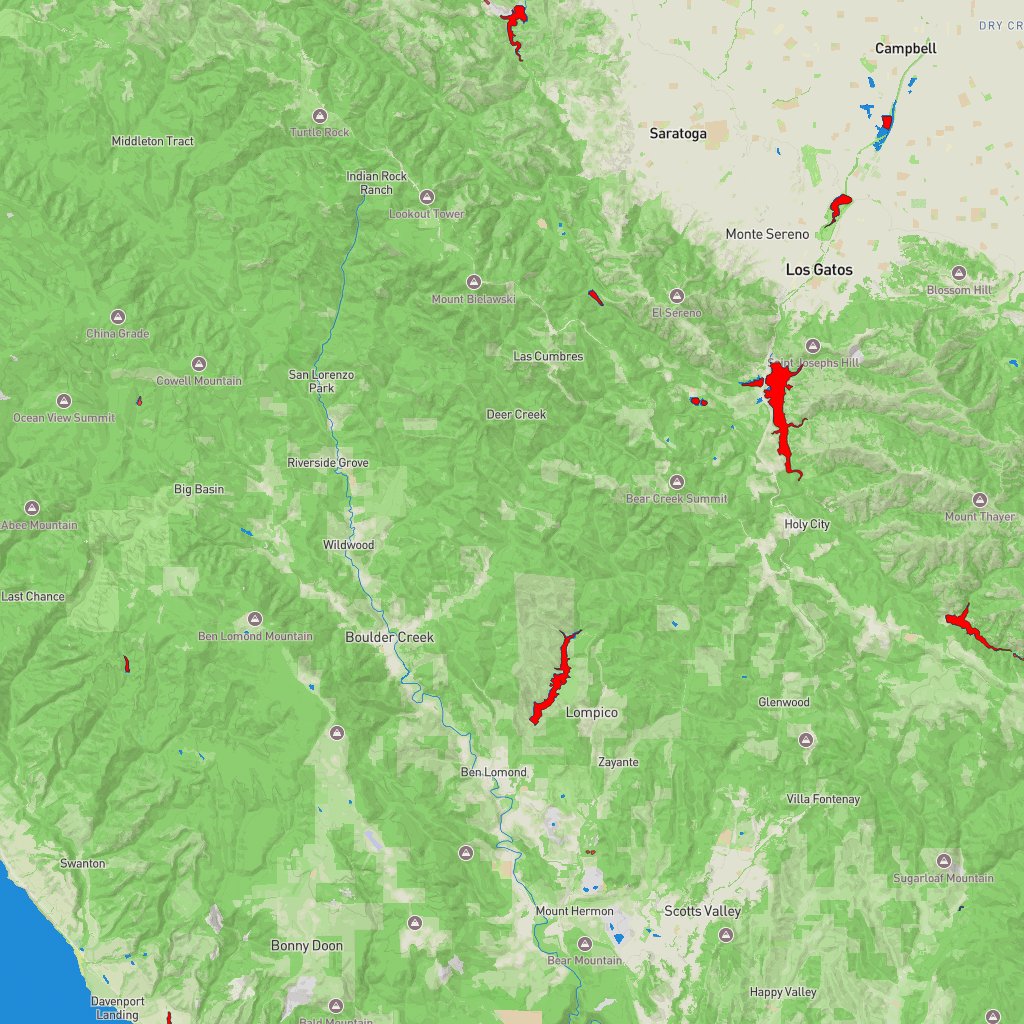 DRY CR
Campbell
Turtle Rock
Saratoga
Middleton Tract
Indian Rock
Ranch
Lookout Tower
Monte Sereno
Los Gatos
Blossom Hill
Mount Bielawski
El Sereno
China Grade
Las Cumbres
Saint Josephs Hill
Cowell Mountain
San Lorenzo
Park
Ocean View Summit
Deer Creek
Riverside Grove
Big Basin
Bear Creek Summit
Mount Thayer
Abee Mountain
Holy City
Wildwood
Last Chance
Ben Lomond Mountain
Boulder Creek
Glenwood
Lompico
Zayante
Ben Lomond
Villa Fontenay
Swanton
Sugarloaf Mountain
Mount Hermon
Scotts Valley
Bonny Doon
Bear Mountain
Happy Valley
Davenport
Landing
Bald Mountain